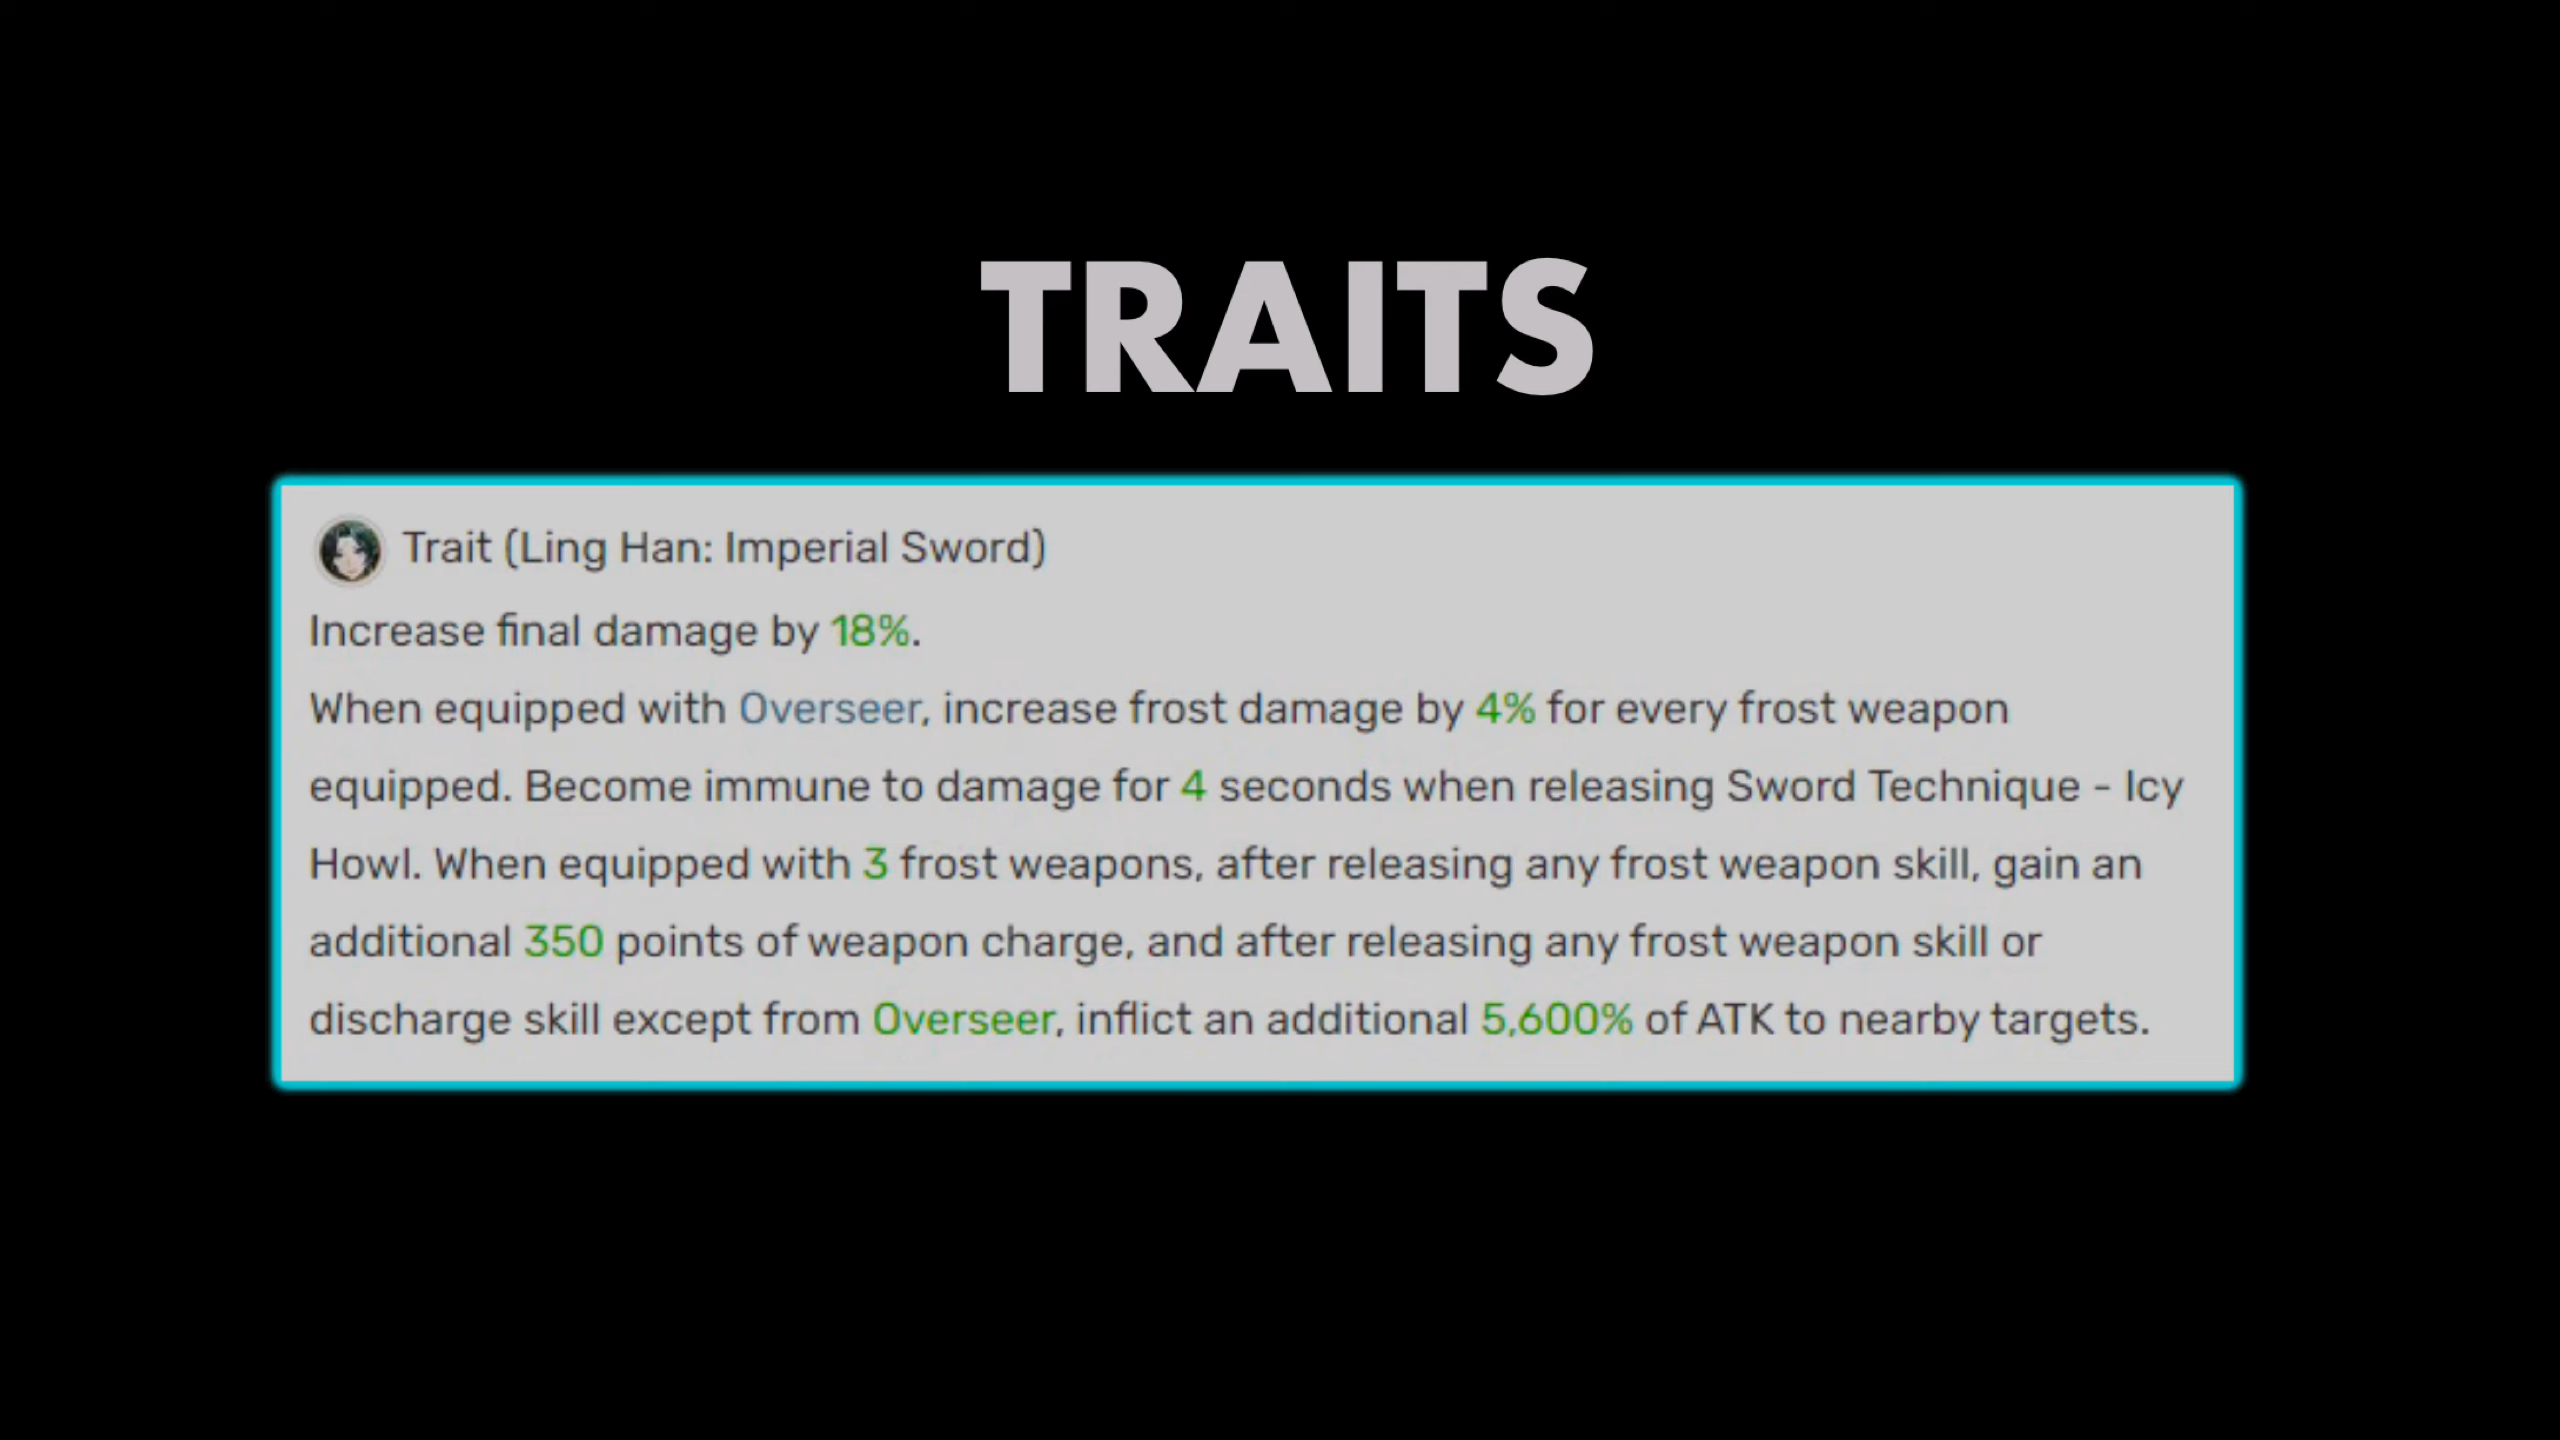 TRAITS
Trait (Ling Han: Imperial Sword)
Increase final damage by 18%.
When equipped with Overseer, increase frost damage by 4% for every frost weapon
equipped. Become immune to damage for 4 seconds when releasing Sword Technique - Icy
Howl. When equipped with 3 frost weapons, after releasing any frost weapon skill, gain an
additional 350 points of weapon charge, and after releasing any frost weapon skill or
discharge skill except from Overseer, inflict an additional 5,600% of ATK to nearby targets.